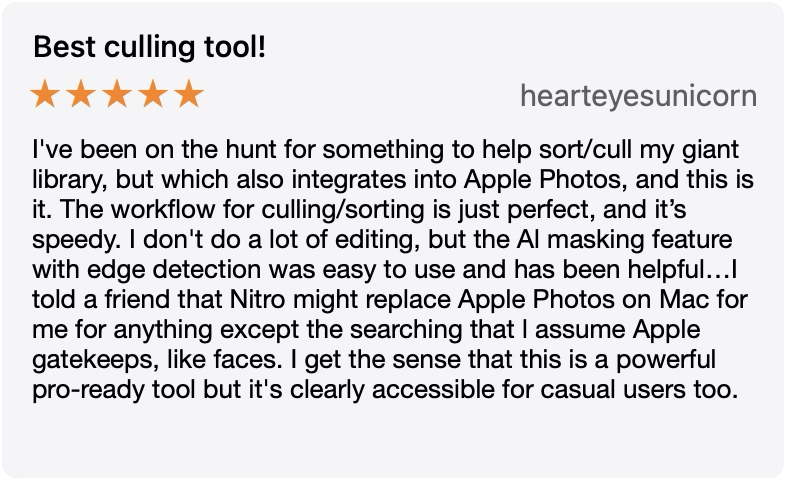 Best culling tool!
★★★★★ hearteyesunicorn
I've been on the hunt for something to help sort/cull my giant
library, but which also integrates into Apple Photos, and this is
it. The workflow for culling/sorting is just perfect, and it’s
speedy. I don't do a lot of editing, but the AI masking feature
with edge detection was easy to use and has been helpful…I
told a friend that Nitro might replace Apple Photos on Mac for
me for anything except the searching that I assume Apple
gatekeeps, like faces. I get the sense that this is a powerful
pro-ready tool but it's clearly accessible for casual users too.